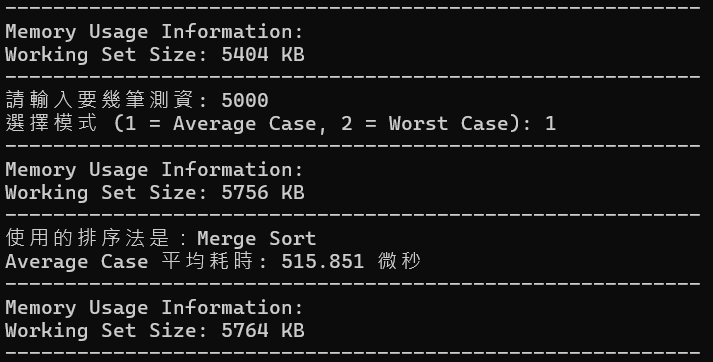 ----------------------------------------------------------
Memory Usage Information:
Working Set Size: 5404 KB
----------------------------------------------------------
請輸入要幾筆測資: 5000
選擇模式 (1 = Average Case, 2 = Worst Case): 1
----------------------------------------------------------
Memory Usage Information:
Working Set Size: 5756 KB
----------------------------------------------------------
使用的排序法是：Merge Sort
Average Case 平均耗時: 515.851 微秒
----------------------------------------------------------
Memory Usage Information:
Working Set Size: 5764 KB
----------------------------------------------------------